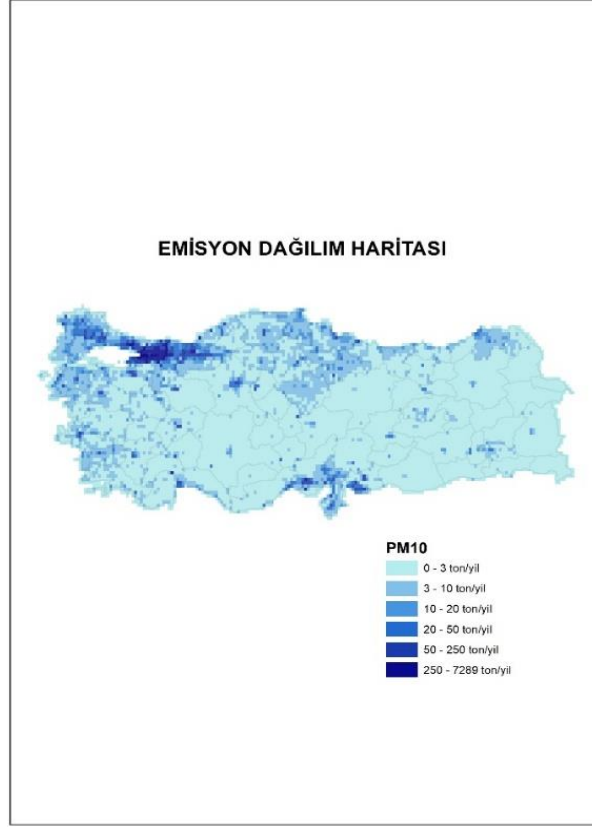 EMİSYON DAĞILIM HARİTASI
PM10
0 - 3 ton/yil
3 - 10 ton/yil
10 - 20 ton/yil
20 - 50 ton/yil
50 - 250 ton/yil
250 - 7289 ton/yil